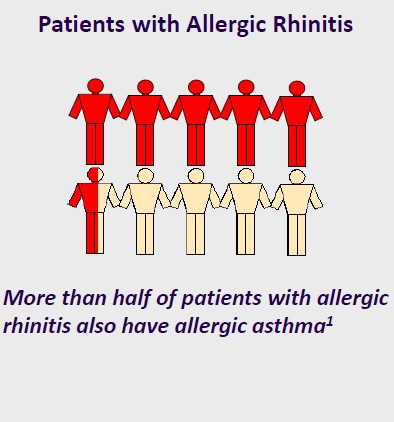 Patients with Allergic Rhinitis
More than half of patients with allergic
rhinitis also have allergic asthma¹